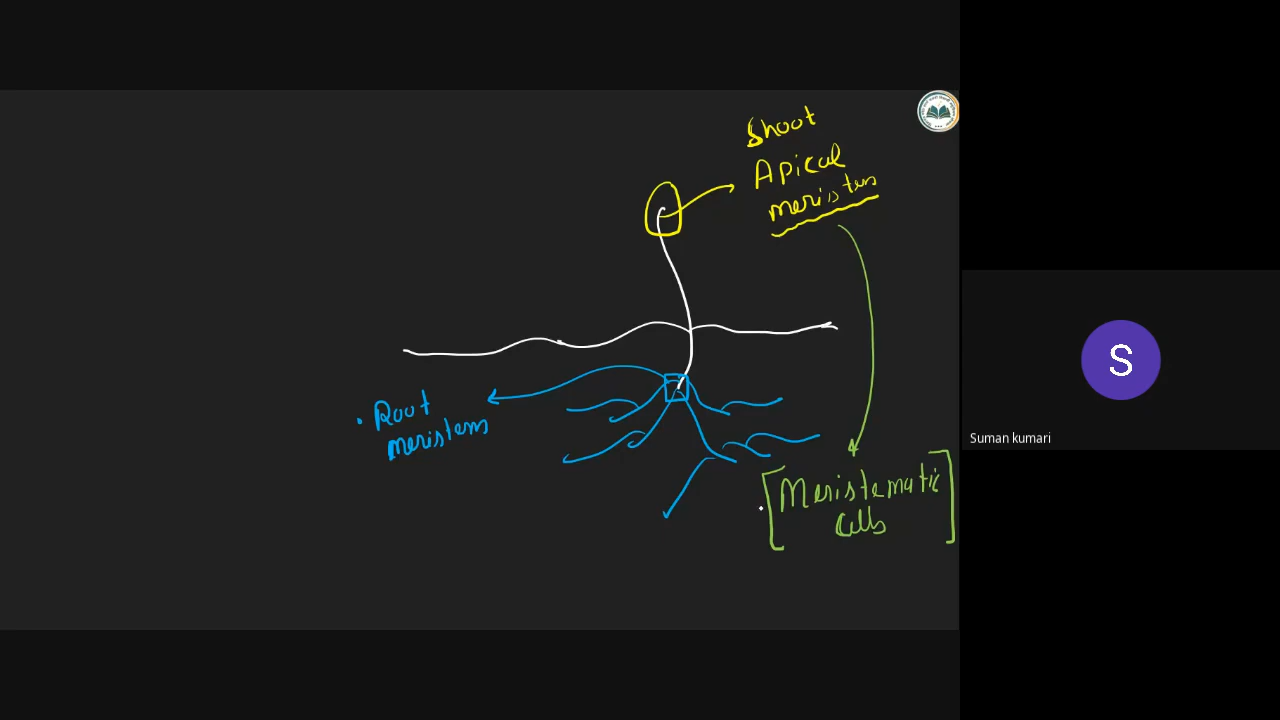 Shoot
Apical
meristem
• Root
meristem
[Meristematic
cells]
S
Suman kumari